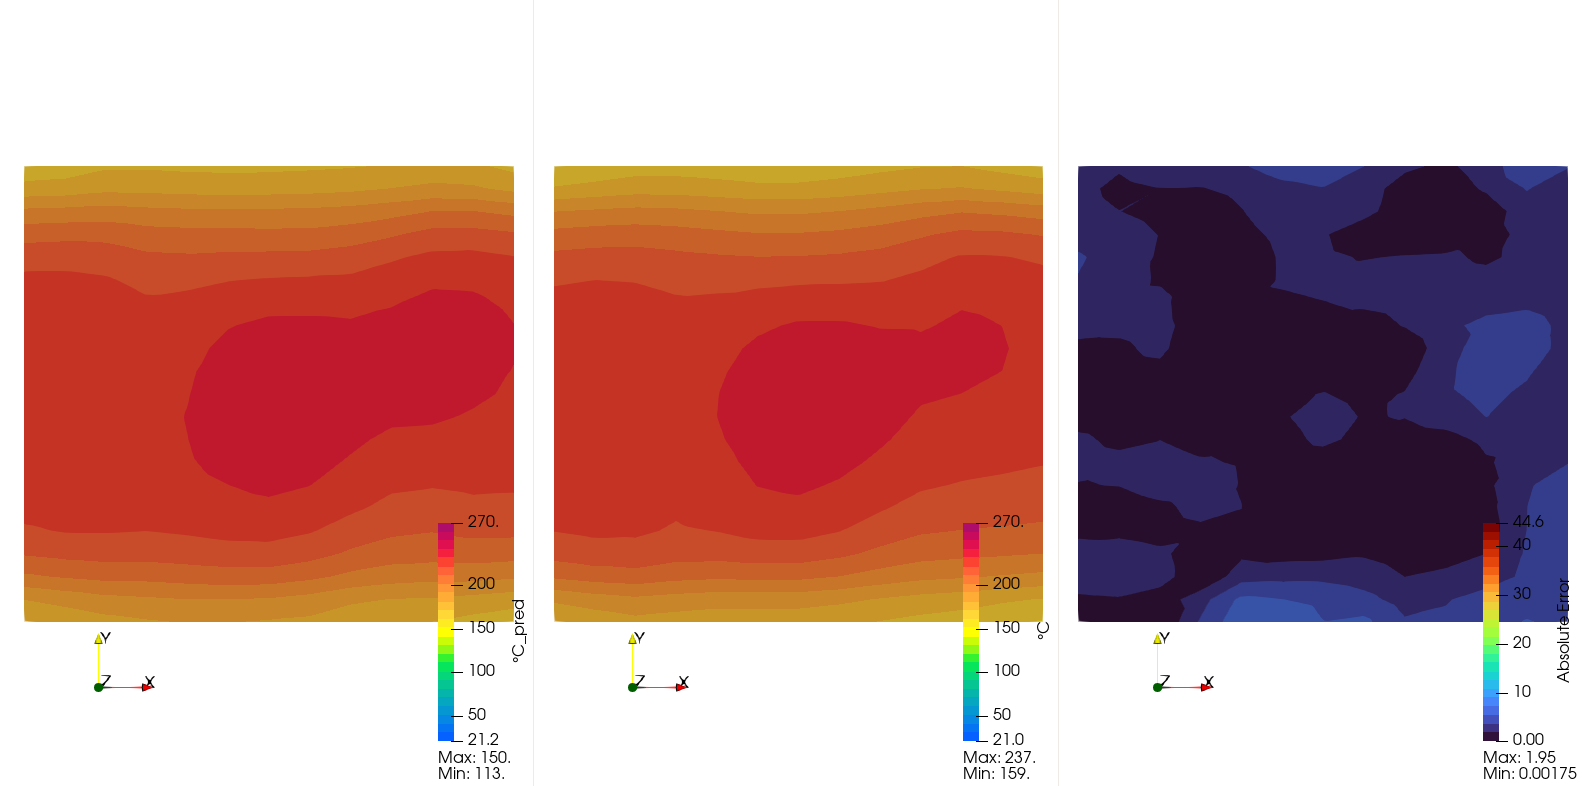 270.
200
150
100
50
21.2
°C_pred
Max: 150.
Min: 113.
Y
Z
X
270.
200
150
100
50
21.0
°C
Max: 237.
Min: 159.
Y
Z
X
44.6
40
30
20
10
0.00
Absolute Error
Max: 1.95
Min: 0.00175
Y
Z
X